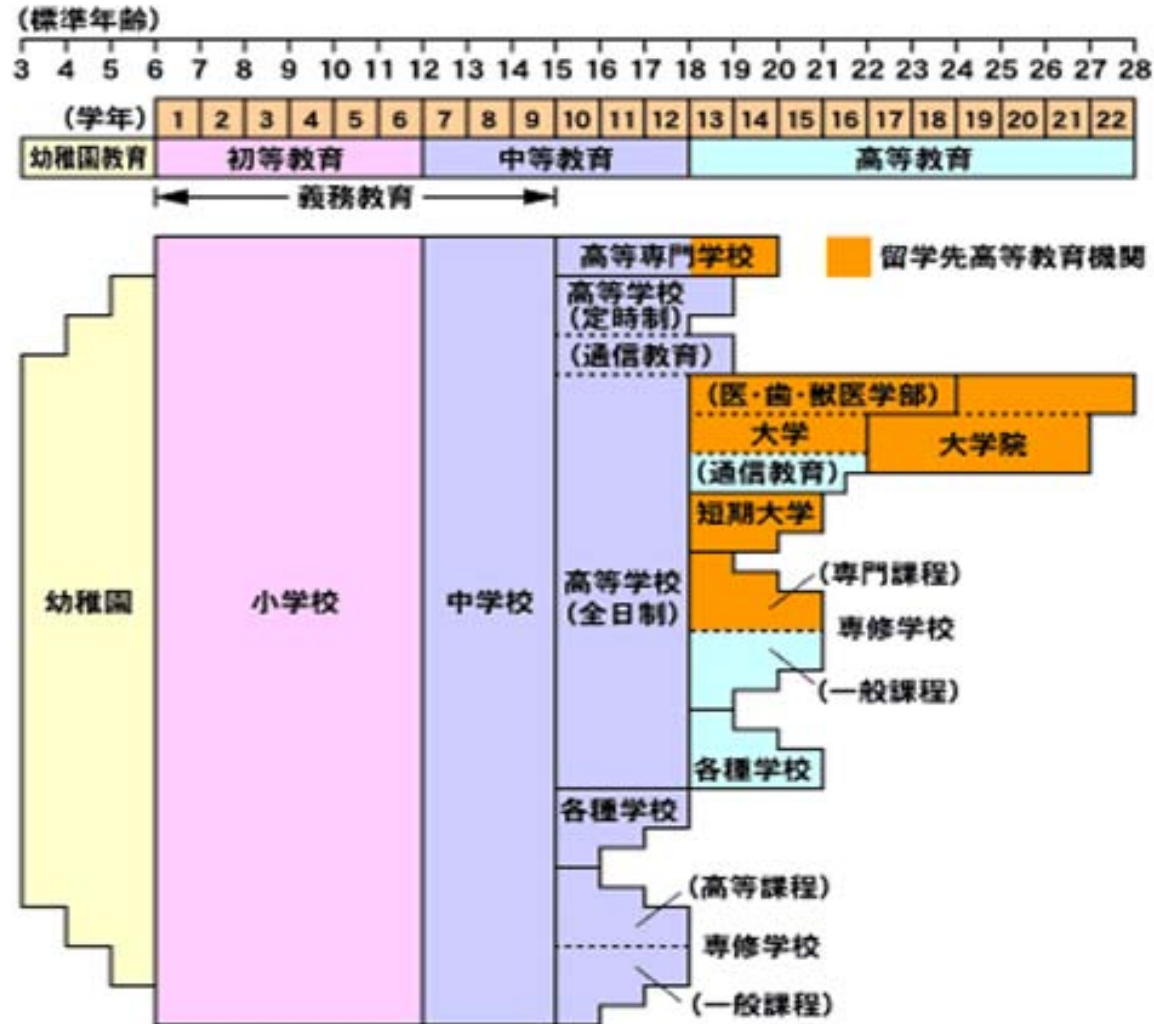 (標準年齢)
3 4 5 6 7 8 9 10 11 12 13 14 15 16 17 18 19 20 21 22 23 24 25 26 27 28
(学年) 1 2 3 4 5 6 7 8 9 10 11 12 13 14 15 16 17 18 19 20 21 22
幼稚園教育 初等教育 中等教育 高等教育
義務教育
高等専門学校
留学先高等教育機関
高等学校
(定時制)
(通信教育)
(医・歯・獣医学部)
大学
大学院
(通信教育)
短期大学
(専門課程)
専修学校
(一般課程)
幼稚園
小学校
中学校
高等学校
(全日制)
各種学校
各種学校
(高等課程)
専修学校
(一般課程)